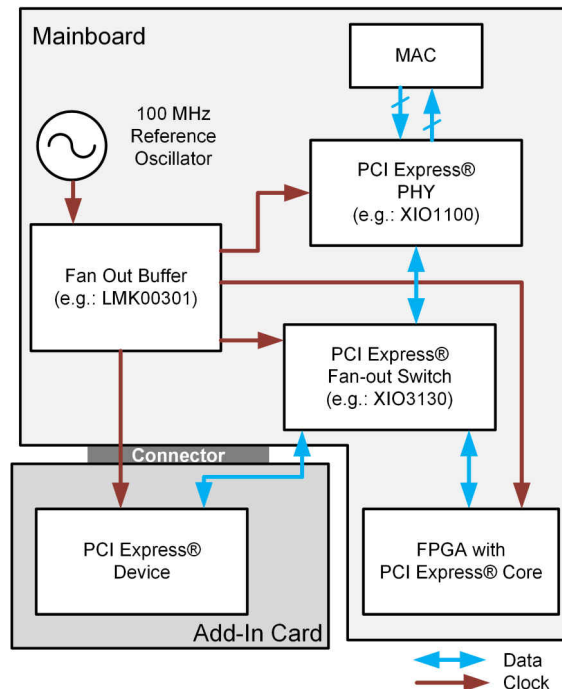 Mainboard
MAC
100 MHz
Reference
Oscillator
PCI Express®
PHY
(e.g.: XIO1100)
Fan Out Buffer
(e.g.: LMK00301)
PCI Express®
Fan-out Switch
(e.g.: XIO3130)
Connector
PCI Express®
Device
FPGA with
PCI Express® Core
Add-In Card
Data
Clock